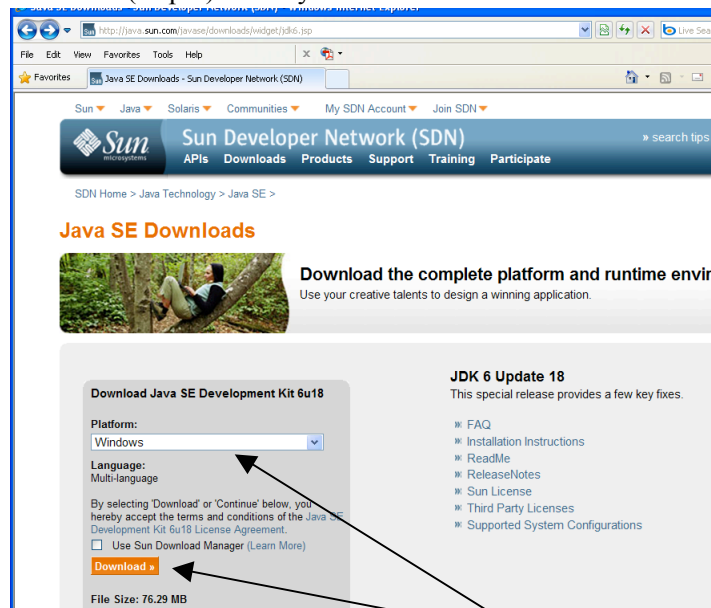 http://java.sun.com/javase/downloads/widget/jdk6.jsp
Live Sea
File Edit View Favorites Tools Help
Favorites
Java SE Downloads - Sun Developer Network (SDN)
Sun Java Solaris Communities My SDN Account Join SDN
Sun
microsystems
Sun Developer Network (SDN)
» search tips
APIs Downloads Products Support Training Participate
SDN Home > Java Technology > Java SE >
Java SE Downloads
Download the complete platform and runtime envir
Use your creative talents to design a winning application.
Download Java SE Development Kit 6u18
Platform:
Windows
Language:
Multi-language
By selecting 'Download' or 'Continue' below, you
hereby accept the terms and conditions of the Java SE
Development Kit 6u18 License Agreement.
Use Sun Download Manager (Learn More)
Download »
File Size: 76.29 MB
JDK 6 Update 18
This special release provides a few key fixes.
» FAQ
» Installation Instructions
» ReadMe
» ReleaseNotes
» Sun License
» Third Party Licenses
» Supported System Configurations